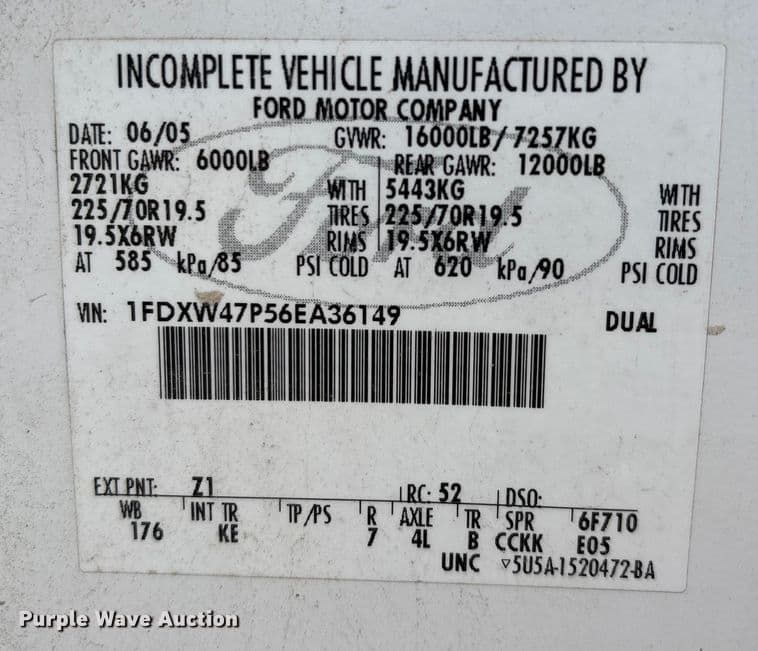 INCOMPLETE VEHICLE MANUFACTURED BY
FORD MOTOR COMPANY
DATE: 06/05 GVWR: 16000LB/7257KG
FRONT GAWR: 6000LB REAR GAWR: 12000LB
2721KG WITH 5443KG WITH
225/70R19.5 TIRES 225/70R19.5 TIRES
19.5X6RW RIMS 19.5X6RW RIMS
AT 585 kPa/85 PSI COLD AT 620 kPa/90 PSI COLD
VIN: 1FDXW47P56EA36149 DUAL
EXT PNT: Z1 RC: 52 DSO:
WB INT TR TP/PS R AXLE TR SPR 6F710
176 KE 7 4L B CCKK E05
UNC ▽5U5A-1520472-BA
Ford
Purple Wave Auction